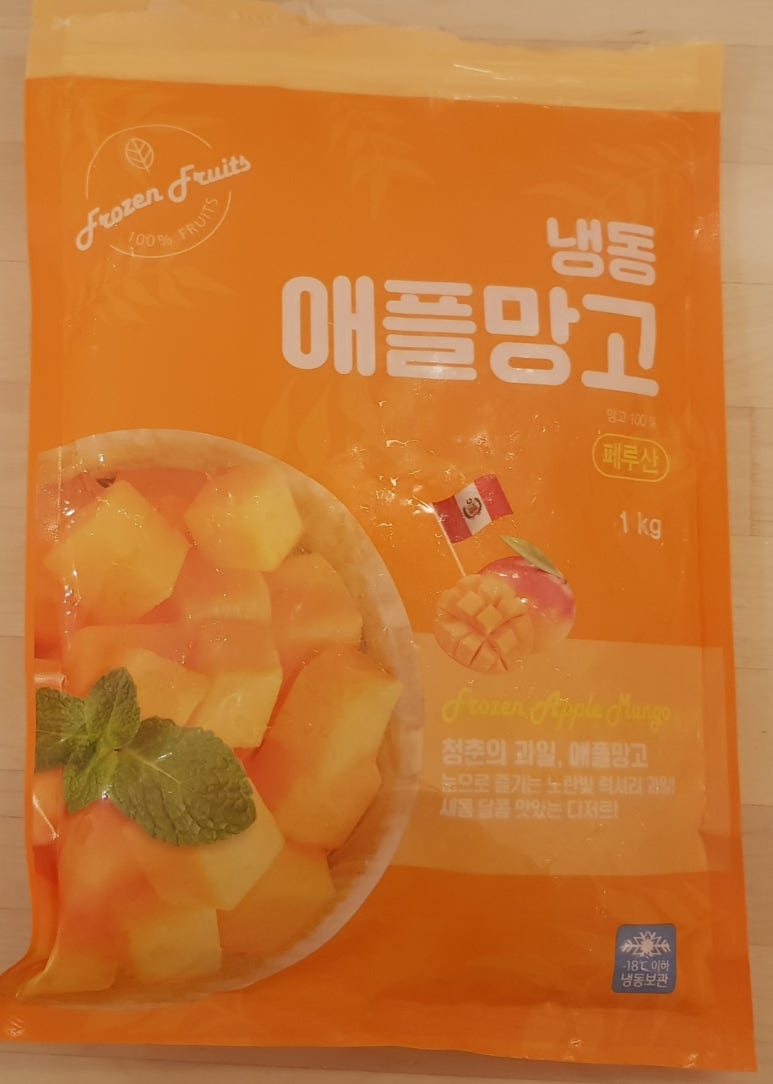 Frozen Fruits
100% FRUITS
냉동
애플망고
망고 100%
페루산
1 kg
Frozen Apple Mango
청춘의 과일, 애플망고
눈으로 즐기는 노란빛 럭셔리 과일!
새콤 달콤 맛있는 디저트!
-18℃ 이하
냉동보관